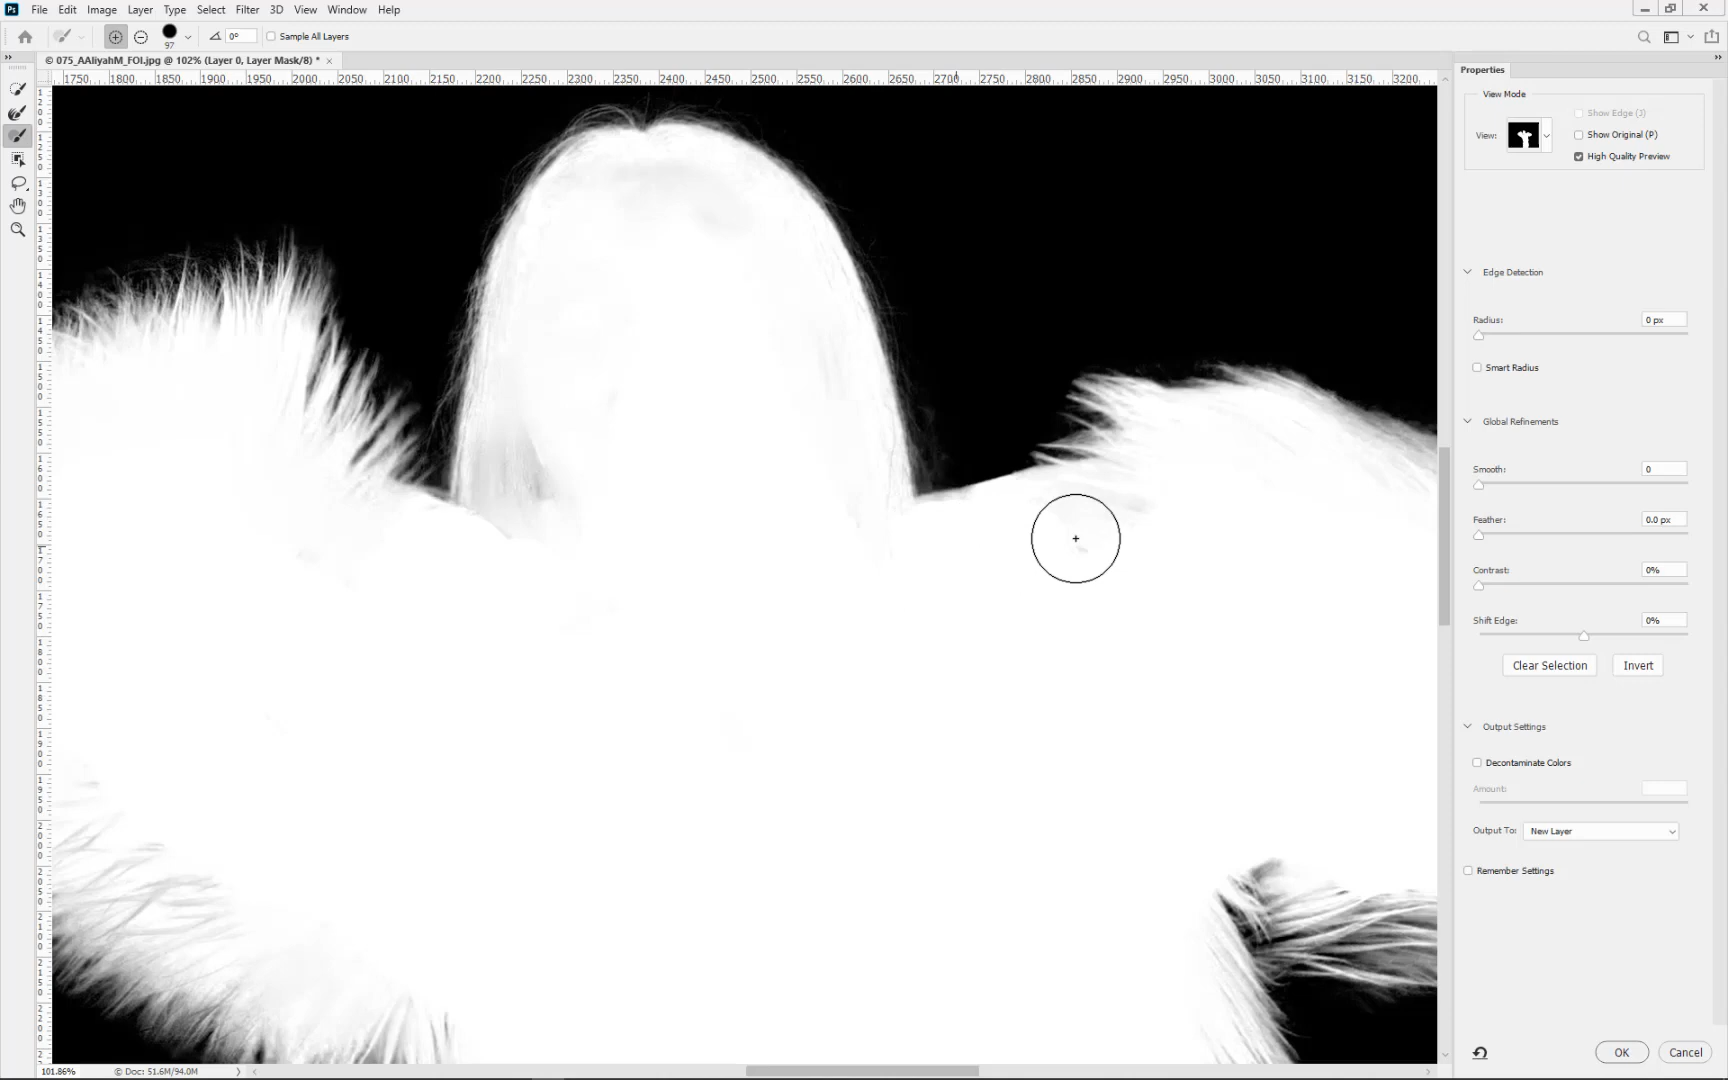 Ps File Edit Image Layer Type Select Filter 3D View Window Help
97 0° Sample All Layers
© 075_AAliyahM_FOI.jpg @ 102% (Layer 0, Layer Mask/8) * ×
1750 1800 1850 1900 1950 2000 2050 2100 2150 2200 2250 2300 2350 2400 2450 2500 2550 2600 2650 2700 2750 2800 2850 2900 2950 3000 3050 3100 3150 3200
Properties
View Mode
Show Edge (J)
View: Show Original (P)
High Quality Preview
Edge Detection
Radius: 0 px
Smart Radius
Global Refinements
Smooth: 0
Feather: 0.0 px
Contrast: 0%
Shift Edge: 0%
Clear Selection Invert
Output Settings
Decontaminate Colors
Amount:
Output To: New Layer
Remember Settings
OK Cancel
101.86% © Doc: 51.6M/94.0M